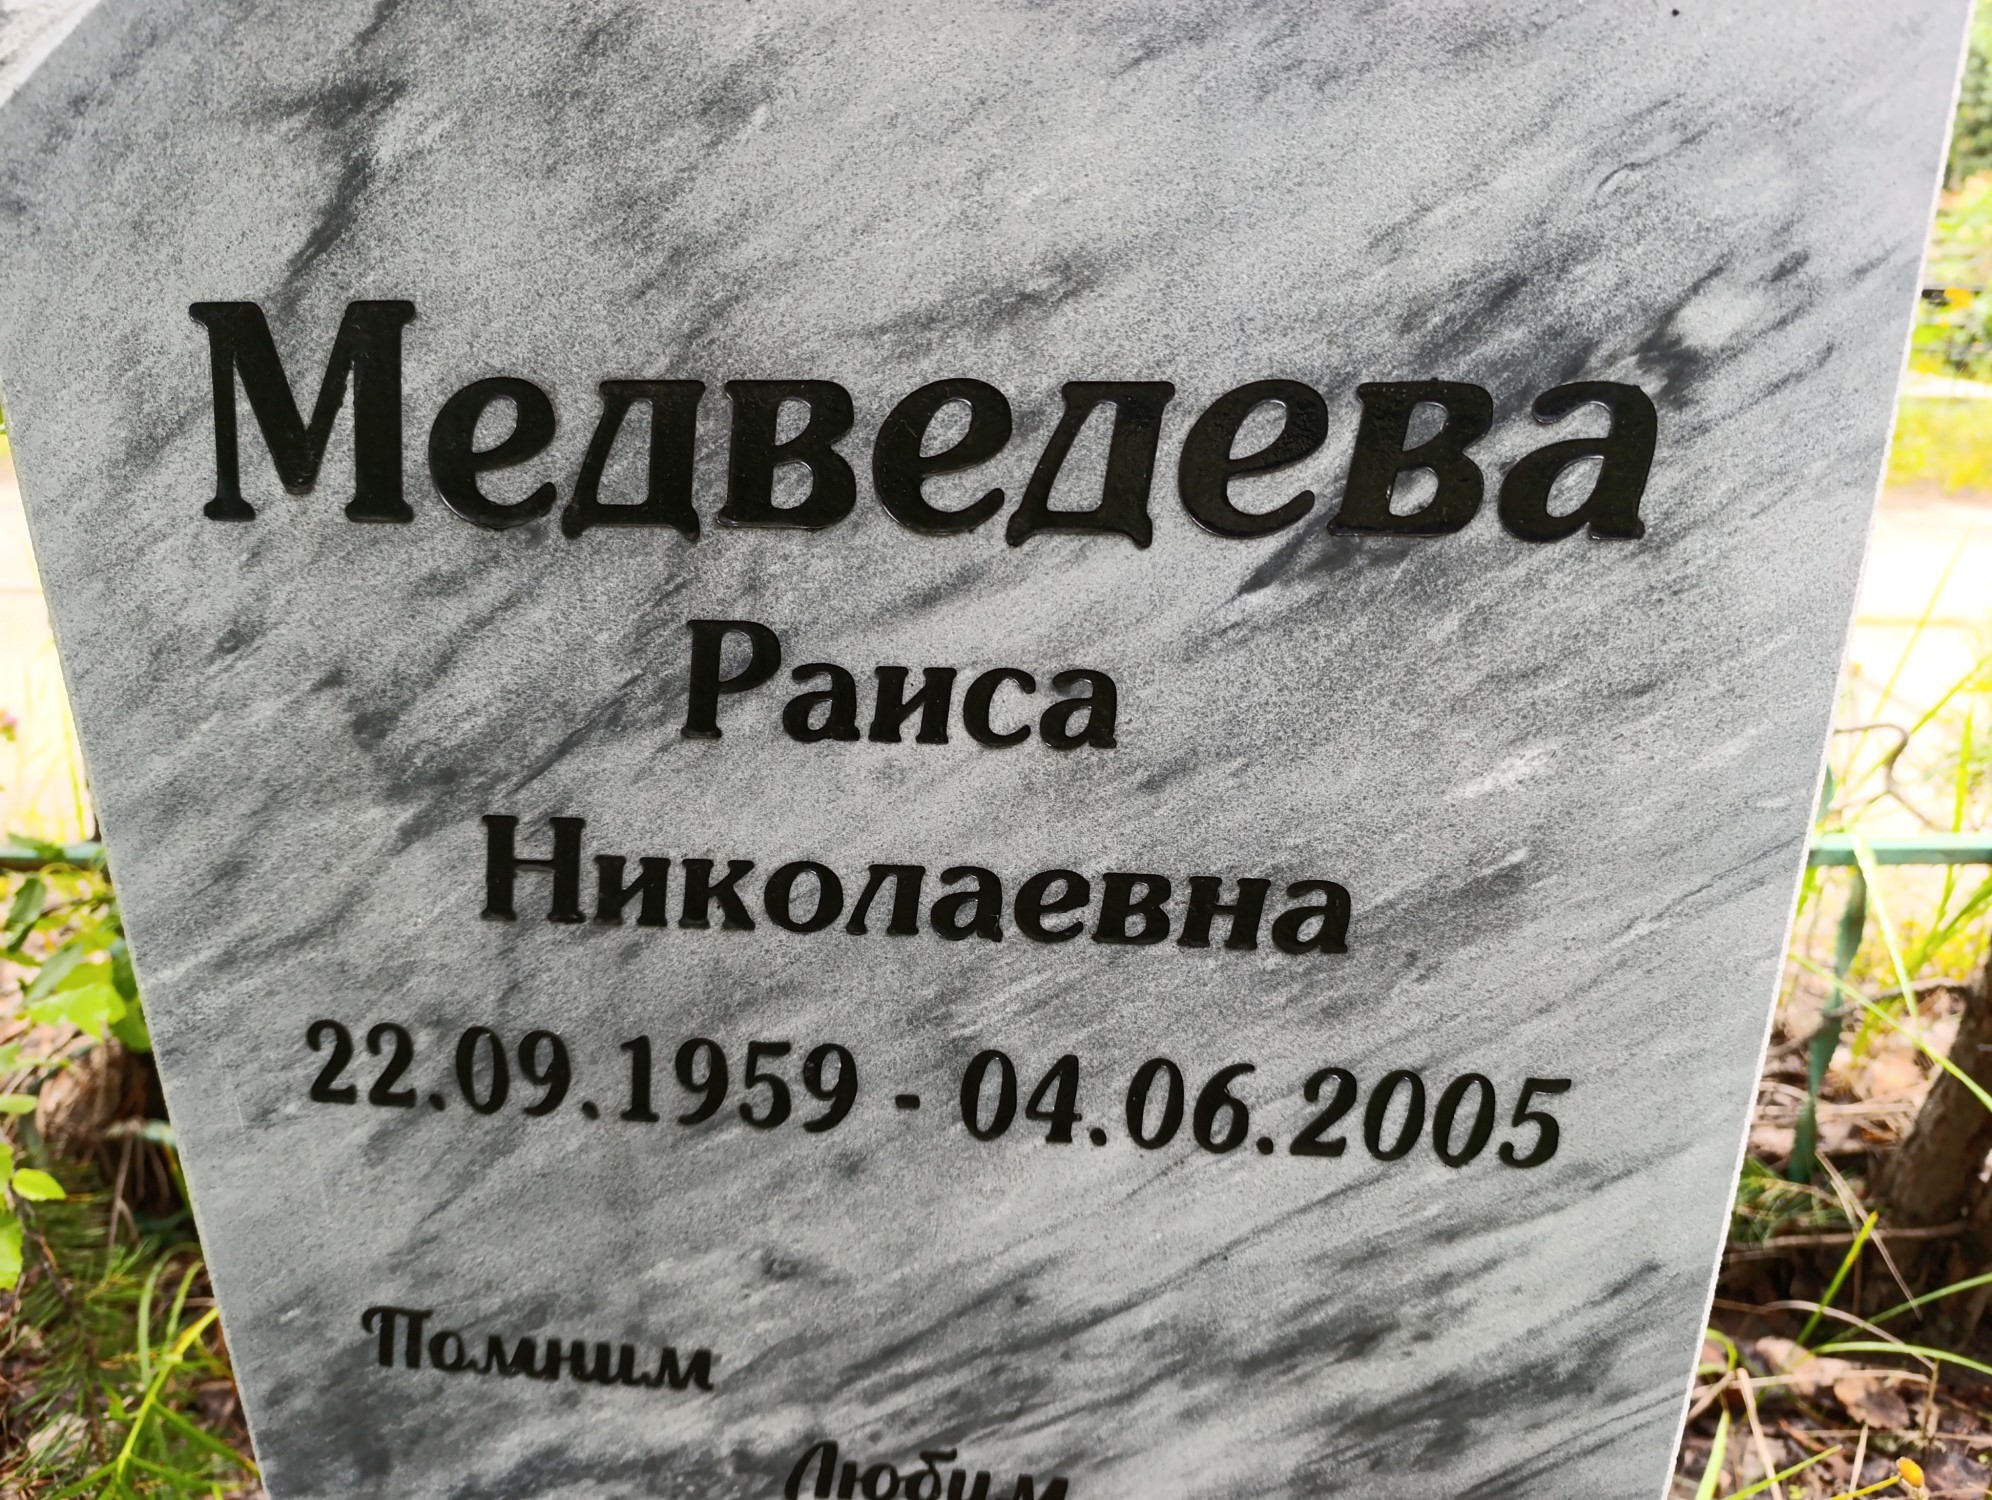 Медведева
Раиса
Николаевна
22.09.1959 - 04.06.2005
Помним
Любим